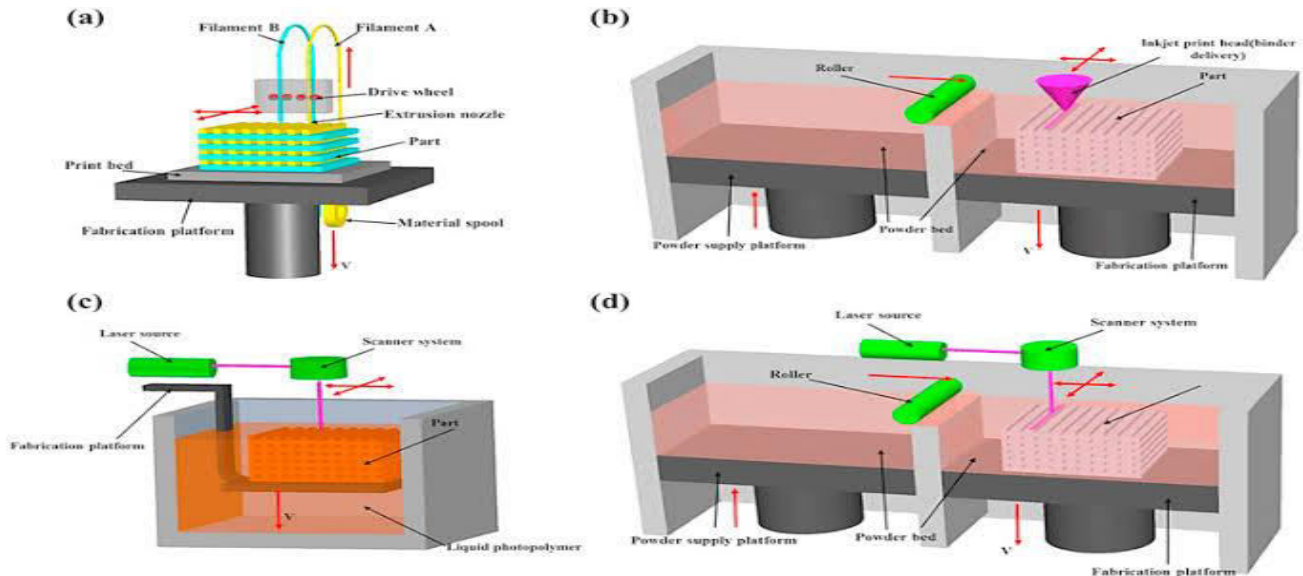 (a)
Filament B
Filament A
Drive wheel
Extrusion nozzle
Part
Print bed
Material spool
Fabrication platform
V
(b)
Inkjet print head(binder
delivery)
Roller
Part
Powder bed
Powder supply platform
V
Fabrication platform
(c)
Laser source
Scanner system
Part
Fabrication platform
V
Liquid photopolymer
(d)
Laser source
Scanner system
Roller
Powder supply platform
Powder bed
V
Fabrication platform